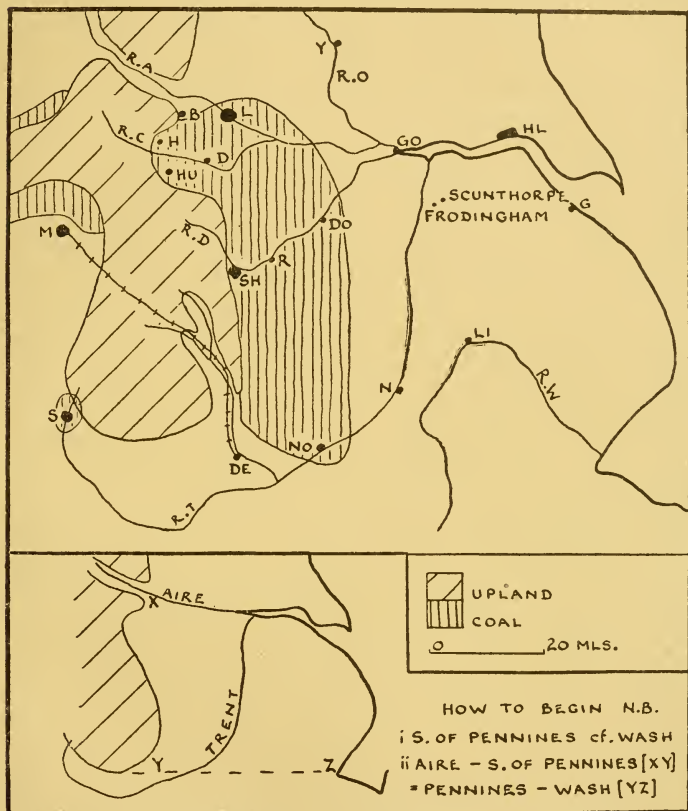 R.A
Y
R.O
B
L
R.C
H
D
HU
GO
HL
SCUNTHORPE
FRODINGHAM
G
M
R.D
DO
R
SH
LI
R.W
N
S
NO
DE
R.T
X
AIRE
TRENT
Y
Z
UPLAND
COAL
0 20 MLS.
HOW TO BEGIN N.B.
i S. OF PENNINES cf. WASH
ii AIRE – S. OF PENNINES [XY]
= PENNINES – WASH [YZ]